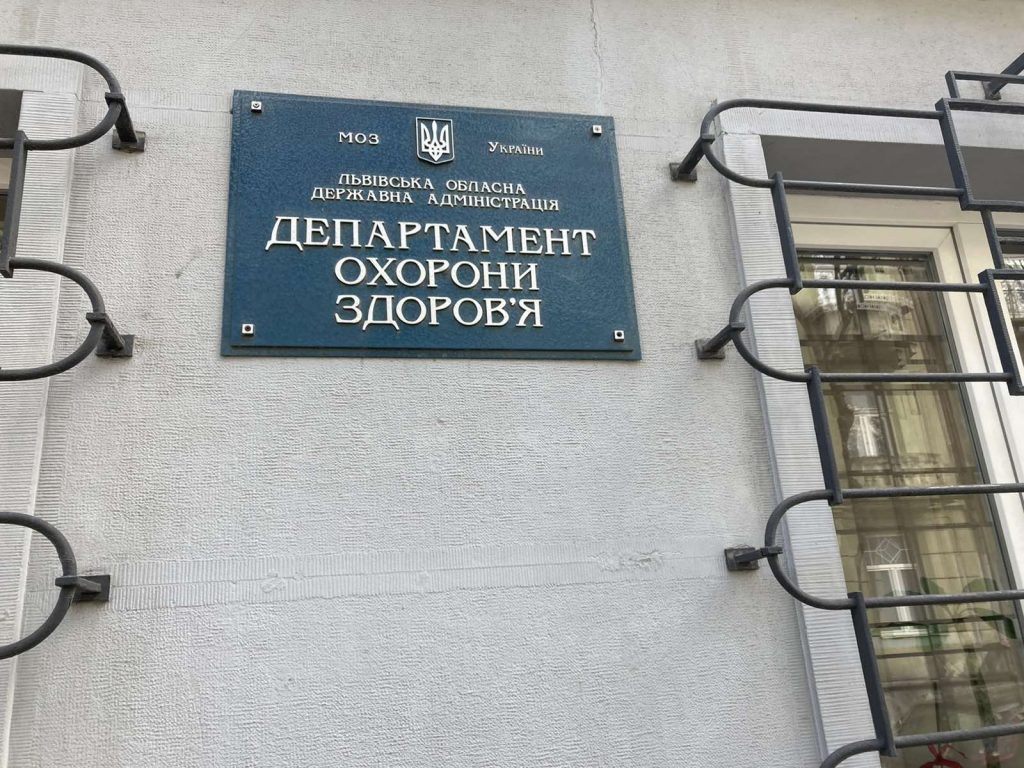 МОЗ України
ЛЬВІВСЬКА ОБЛАСНА
ДЕРЖАВНА АДМІНІСТРАЦІЯ
ДЕПАРТАМЕНТ
ОХОРОНИ
ЗДОРОВ'Я